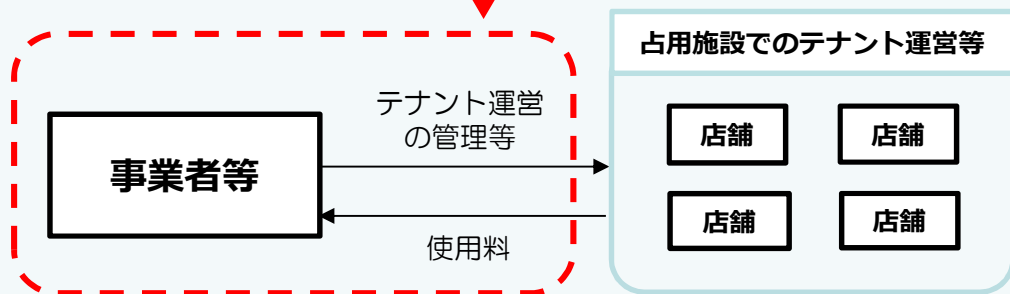 占用施設でのテナント運営等
テナント運営
の管理等
事業者等
使用料
店舗
店舗
店舗
店舗